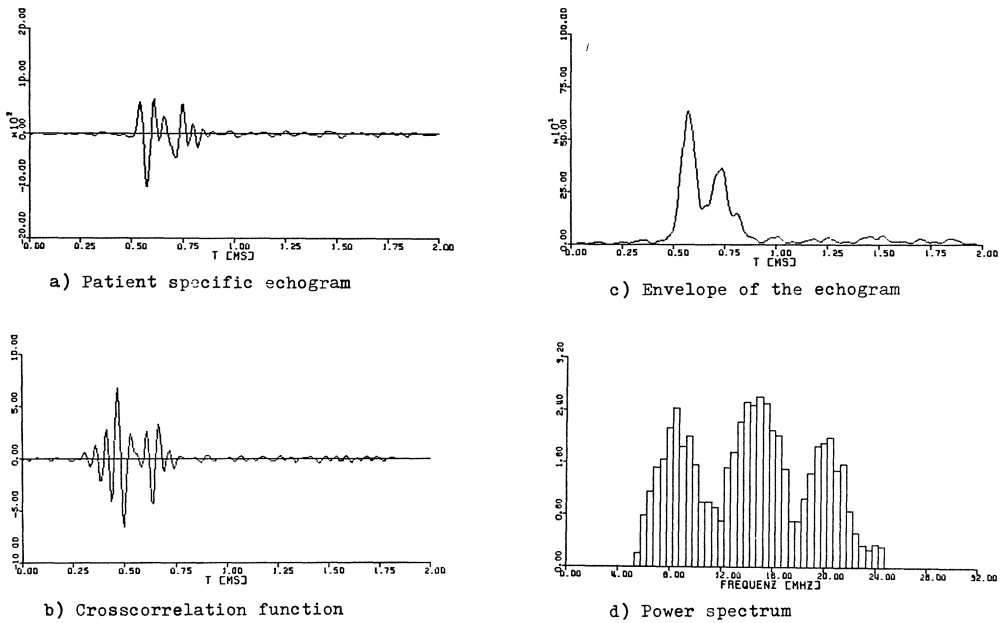 20.00
10.00
0.00
-10.00
-20.00
×10²
0.00 0.25 0.50 0.75 1.00 1.25 1.50 1.75 2.00
T [MS]
a) Patient specific echogram
10.00
5.00
0.00
-5.00
-10.00
0.00 0.25 0.50 0.75 1.00 1.25 1.50 1.75 2.00
T [MS]
b) Crosscorrelation function
100.00
75.00
50.00
25.00
0.00
×10¹
0.00 0.25 0.50 0.75 1.00 1.25 1.50 1.75 2.00
T [MS]
c) Envelope of the echogram
3.20
2.40
1.60
0.80
0.00
0.00 4.00 8.00 12.00 16.00 20.00 24.00 28.00 32.00
FREQUENZ [MHZ]
d) Power spectrum